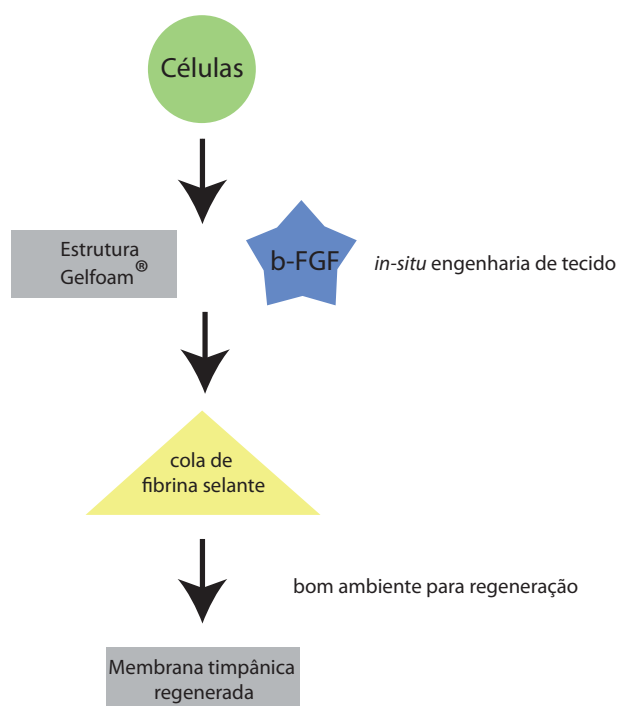 Células
Estrutura
Gelfoam®
b-FGF
in-situ engenharia de tecido
cola de
fibrina selante
bom ambiente para regeneração
Membrana timpânica
regenerada